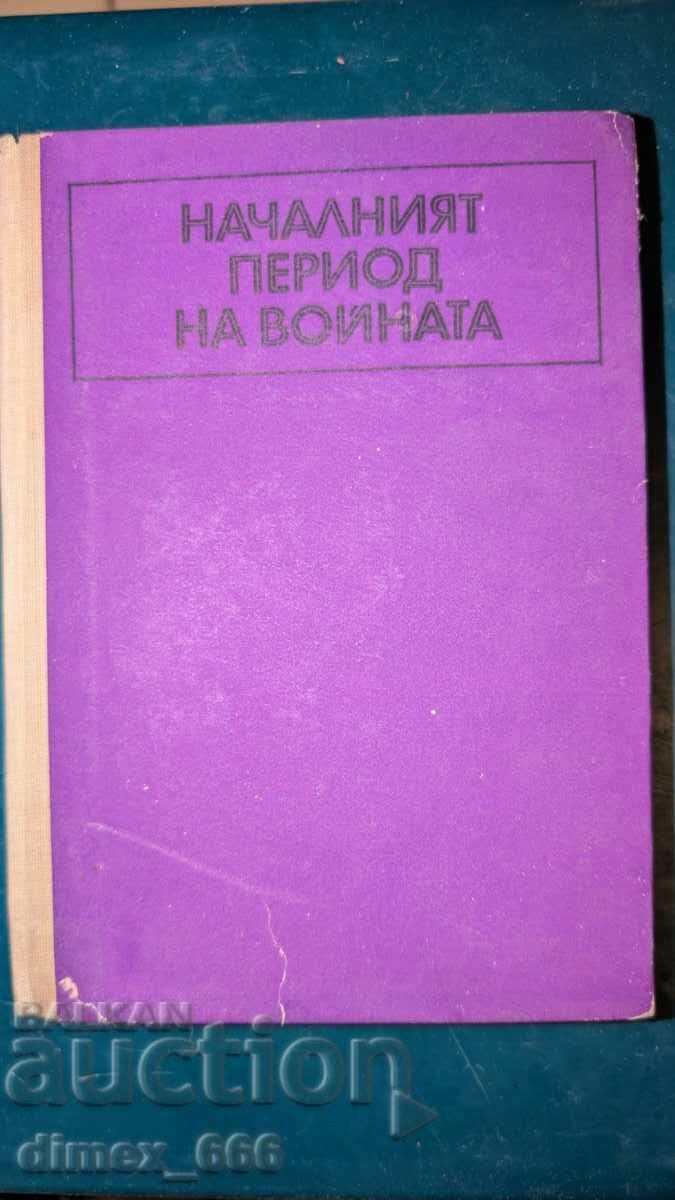 НАЧАЛНИЯТ
ПЕРИОД
НА ВОЙНАТА
BALKAN
auction
dimex_666